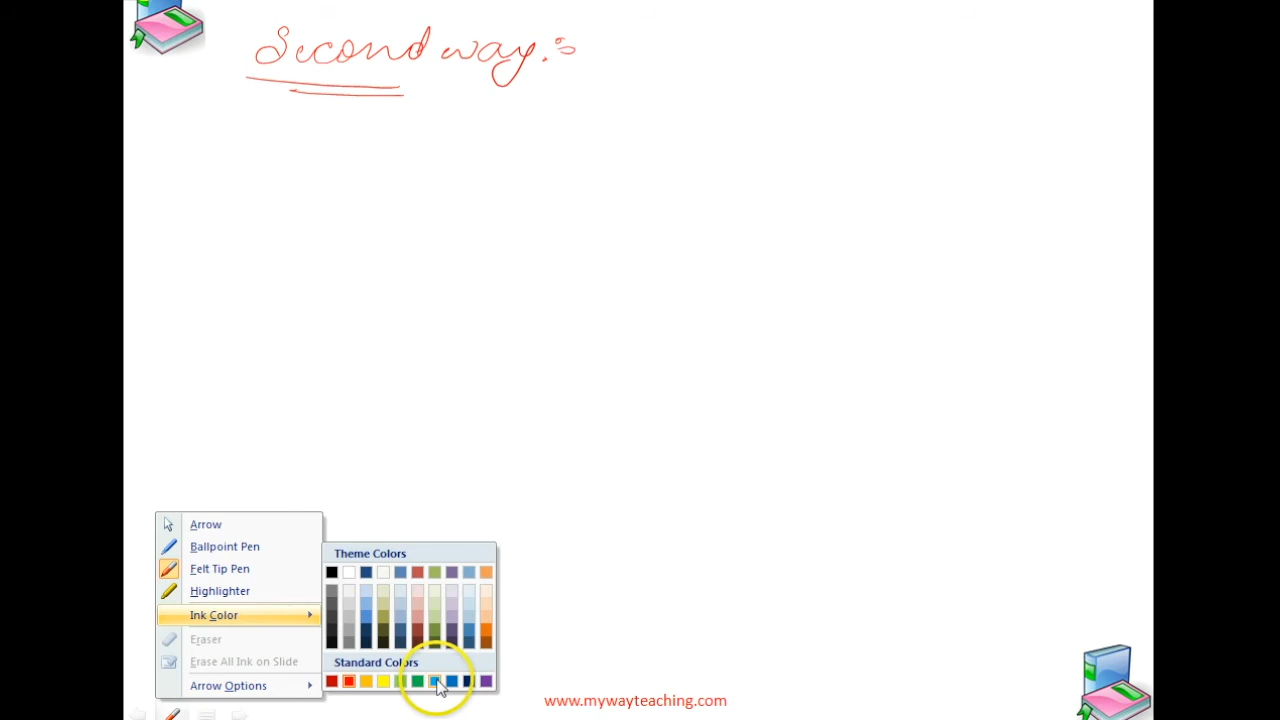 Second way :-
Arrow
Ballpoint Pen
Felt Tip Pen
Highlighter
Ink Color
Eraser
Erase All Ink on Slide
Arrow Options
Theme Colors
Standard Colors
www.mywayteaching.com